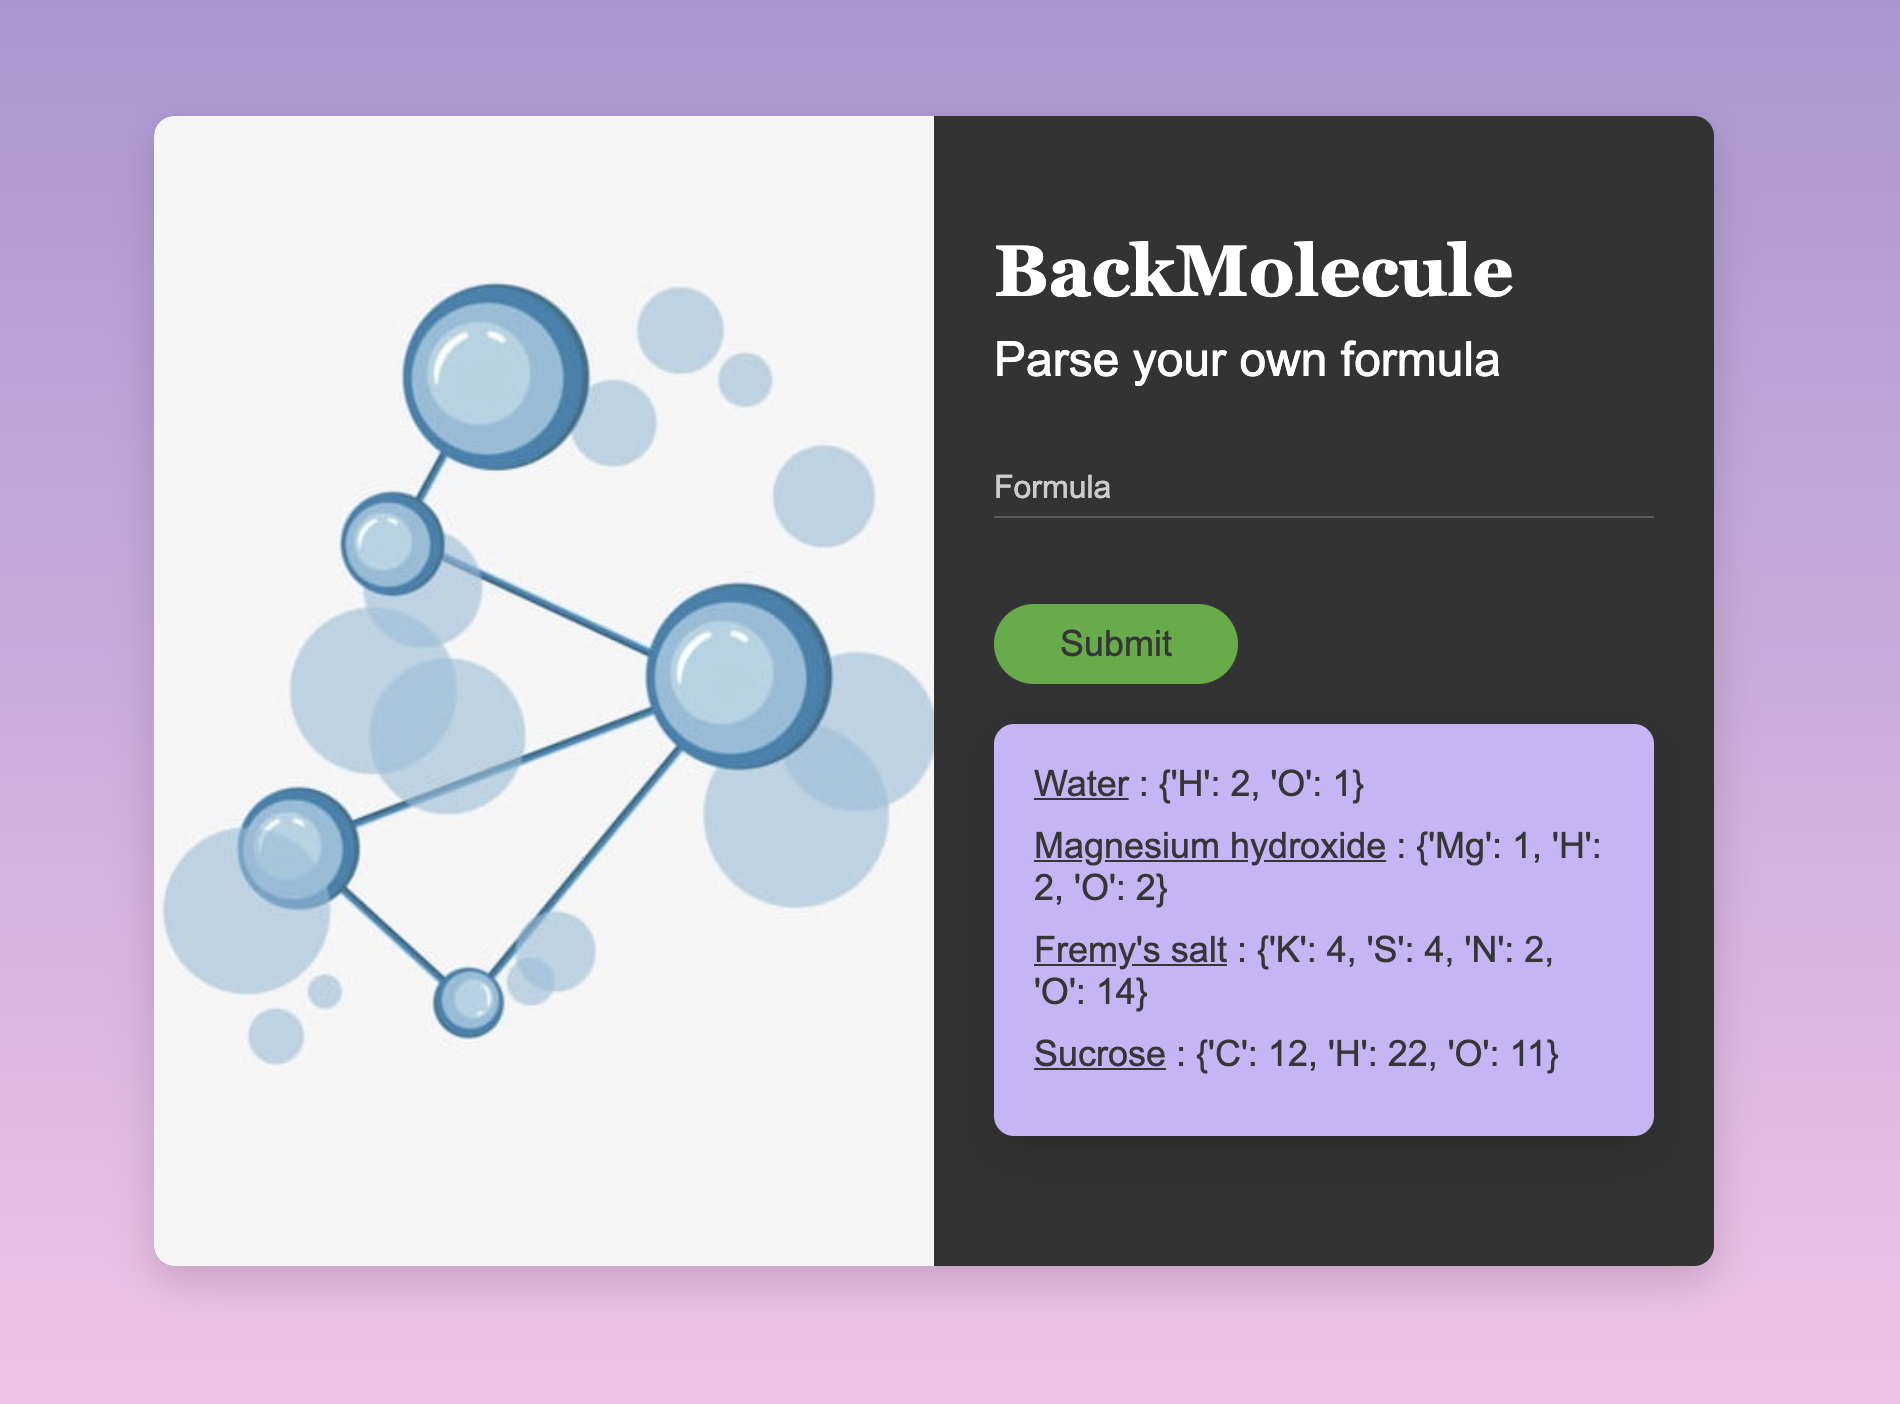 BackMolecule
Parse your own formula
Formula
Submit
Water : {'H': 2, 'O': 1}
Magnesium hydroxide : {'Mg': 1, 'H':
2, 'O': 2}
Fremy's salt : {'K': 4, 'S': 4, 'N': 2,
'O': 14}
Sucrose : {'C': 12, 'H': 22, 'O': 11}